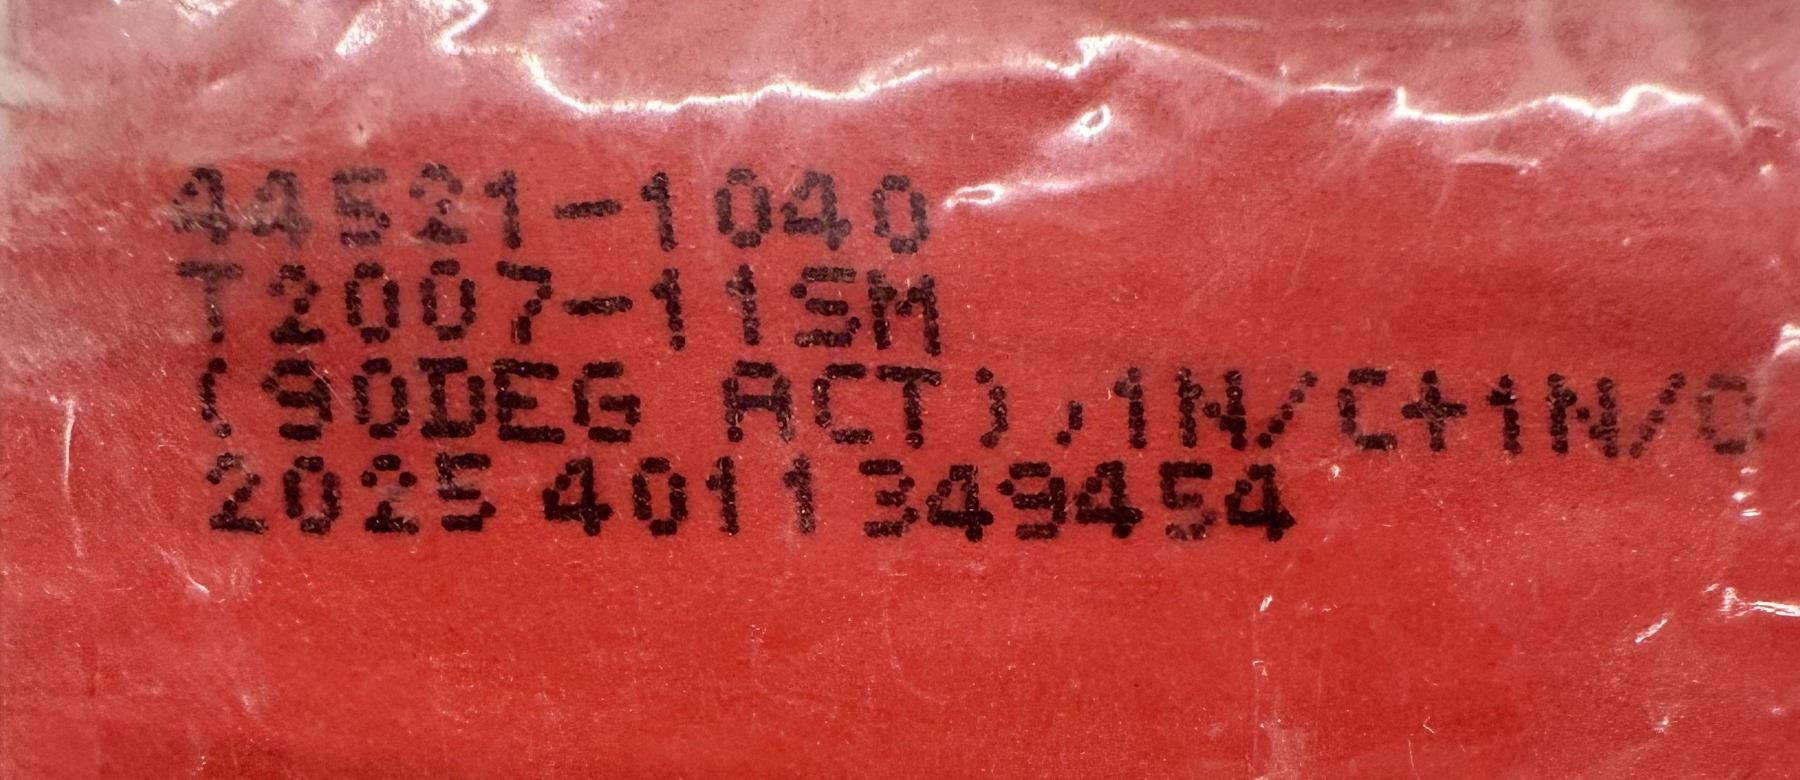 44521-1040
T2007-11SM
(90DEG ACT),1N/C+1N/O
2025 4011349454